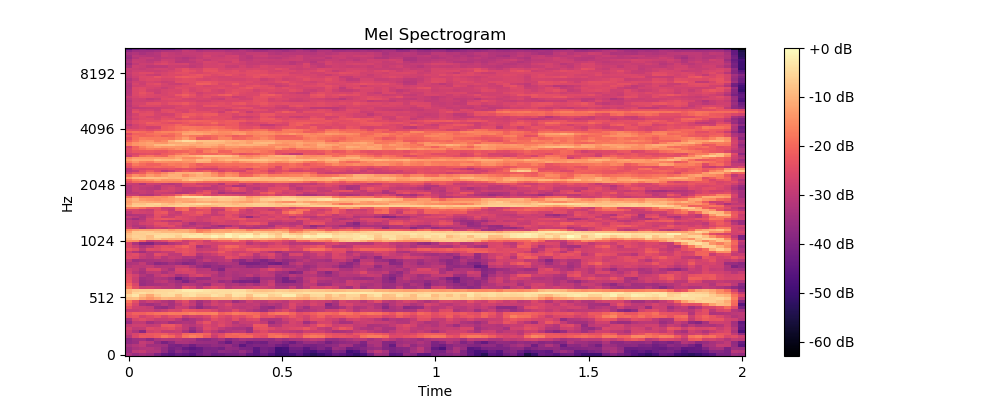 Mel Spectrogram
Hz
8192
4096
2048
1024
512
0
0
0.5
1
1.5
2
Time
+0 dB
-10 dB
-20 dB
-30 dB
-40 dB
-50 dB
-60 dB